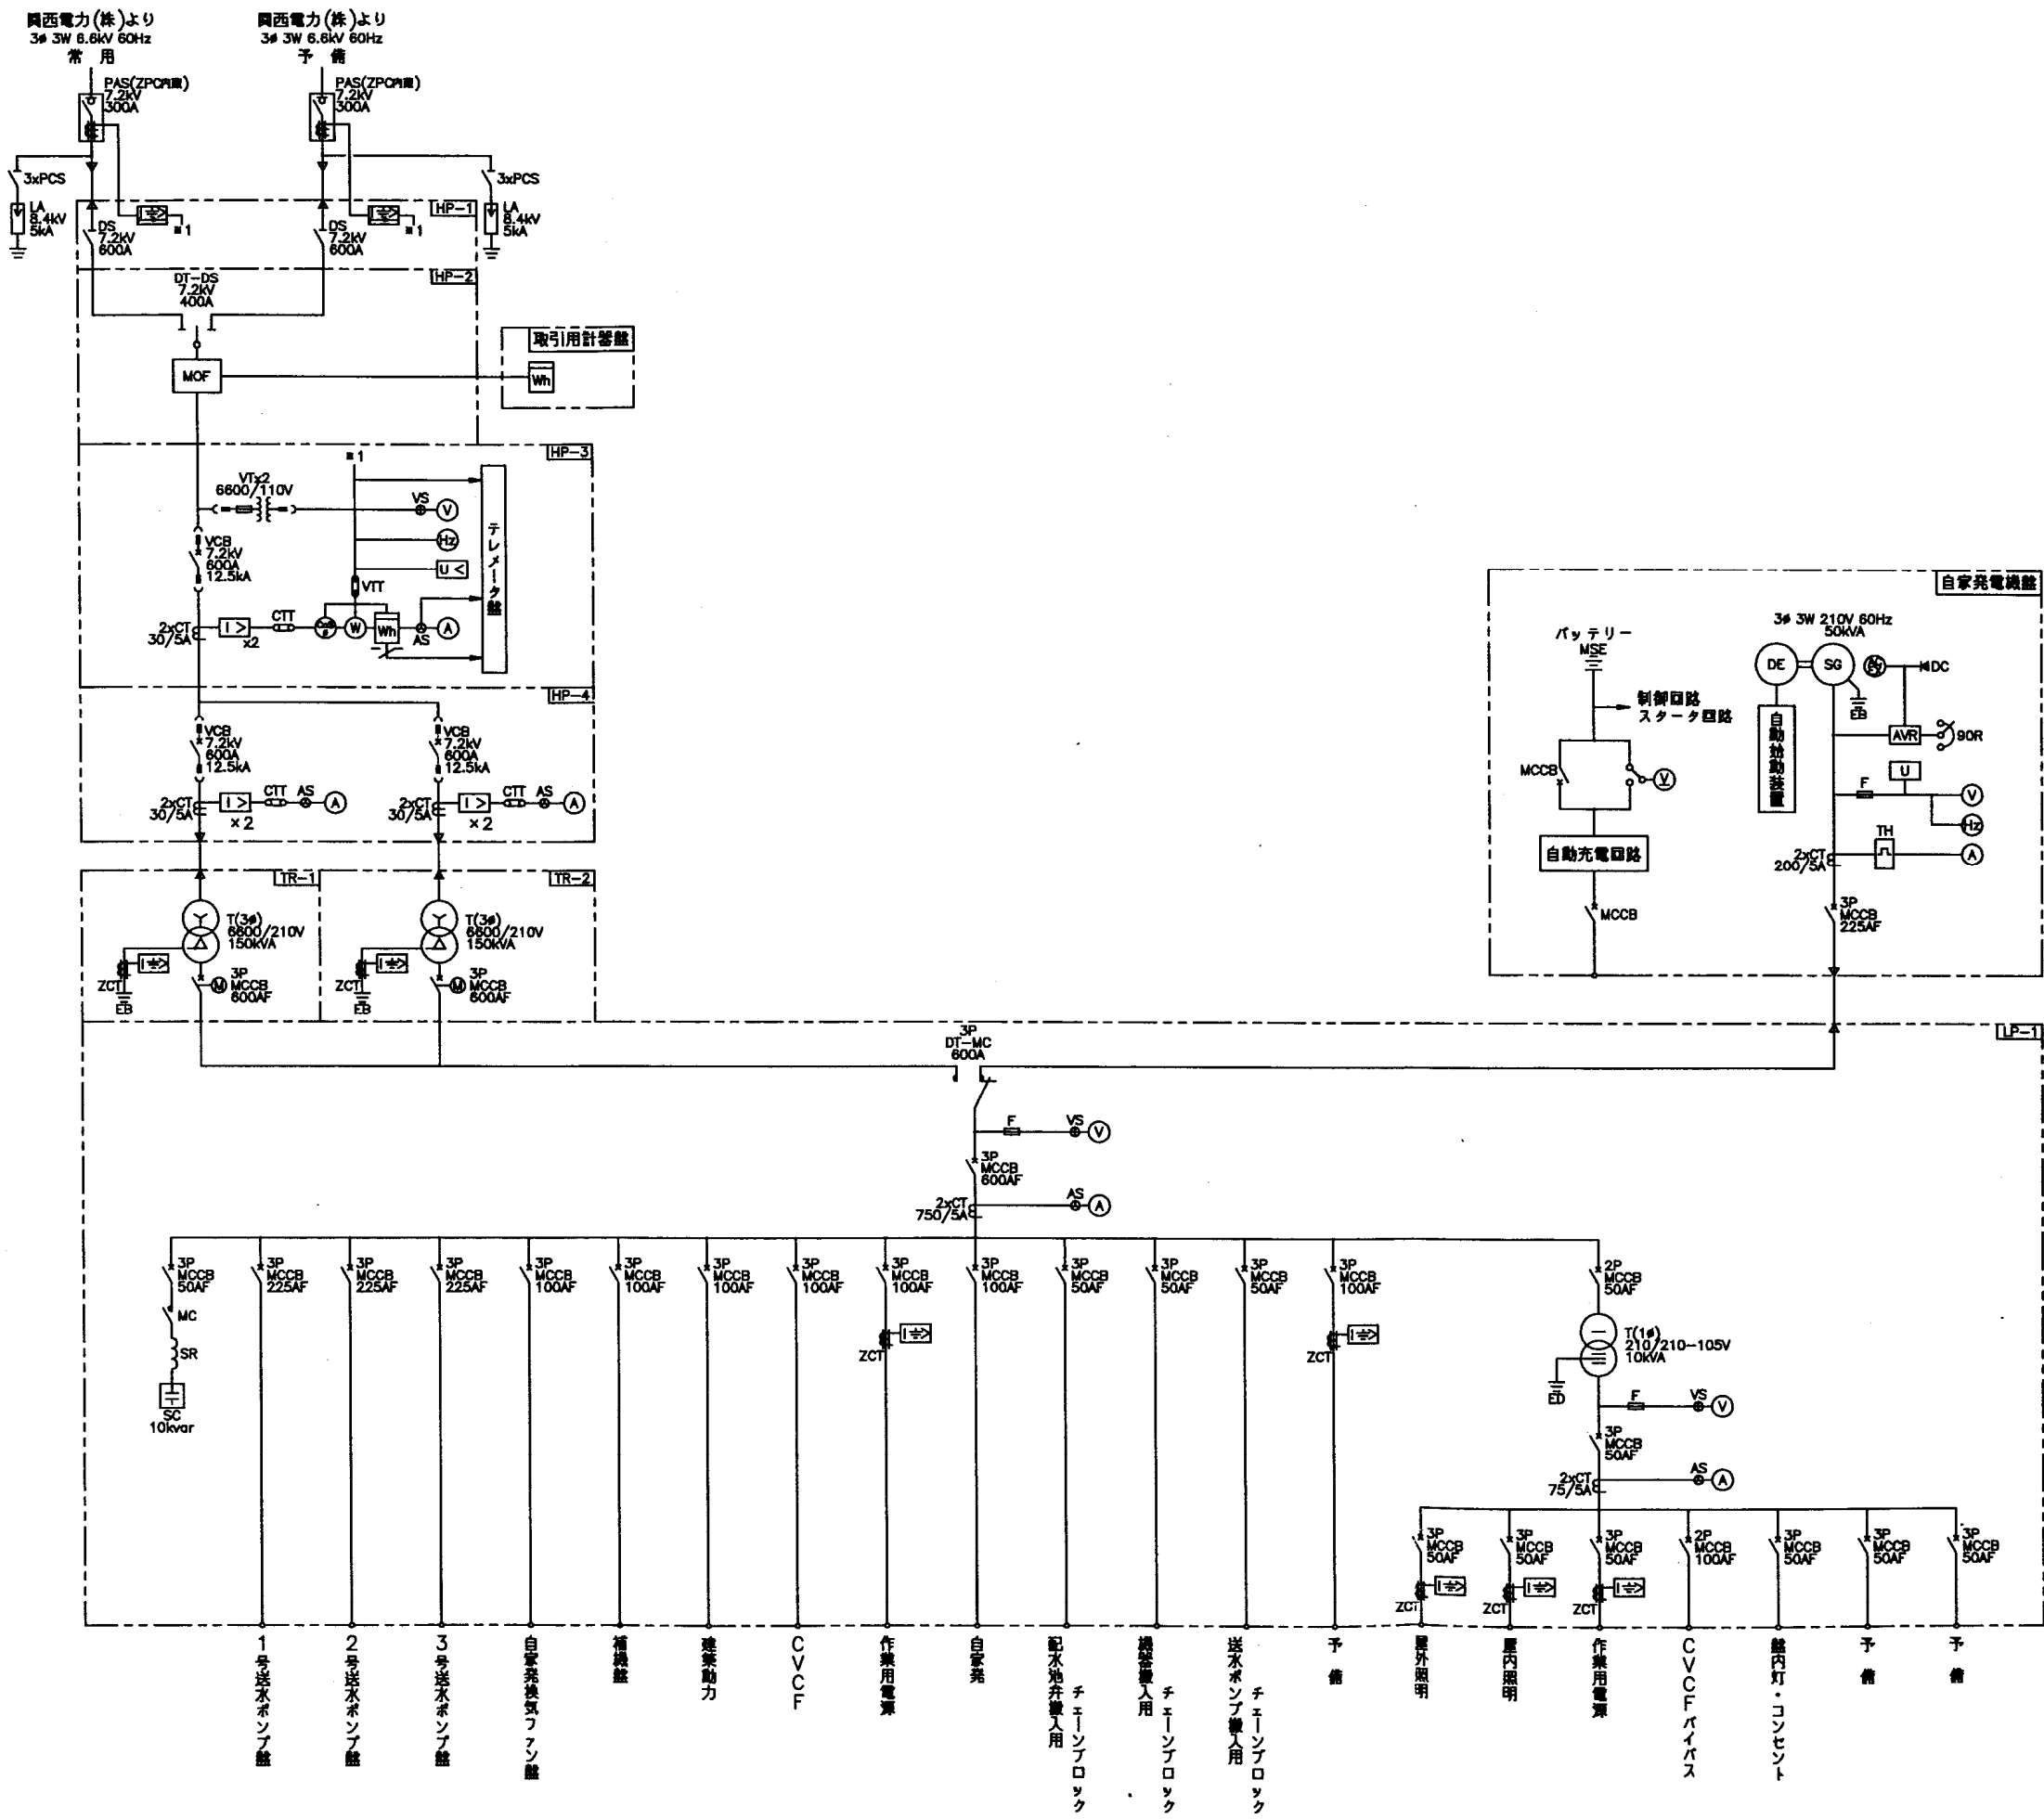 関西電力(株)より
3ø 3W 6.6kV 60Hz
常 用
関西電力(株)より
3ø 3W 6.6kV 60Hz
予 備
PAS(ZPC内蔵)
7.2kV
300A
PAS(ZPC内蔵)
7.2kV
300A
3xPCS
LA
8.4kV
5kA
DS
7.2kV
600A
※1
DS
7.2kV
600A
※1
HP-1
3xPCS
LA
8.4kV
5kA
HP-2
DT-DS
7.2kV
400A
MOF
取引用計器盤
Wh
HP-3
※1
VTx2
6600/110V
VS
V
Hz
U <
VTT
テレメータ盤
VCB
7.2kV
600A
12.5kA
2xCT
30/5A
I >
x2
CTT
W
Wh
AS
A
HP-4
VCB
7.2kV
600A
12.5kA
2xCT
30/5A
I >
x2
CTT
AS
A
VCB
7.2kV
600A
12.5kA
2xCT
30/5A
I >
x2
CTT
AS
A
TR-1
T(3ø)
6600/210V
150kVA
ZCT
EB
M
3P
MCCB
600AF
TR-2
T(3ø)
6600/210V
150kVA
ZCT
EB
M
3P
MCCB
600AF
自家発電機盤
バッテリー
MSE
制御回路
スタータ回路
MCCB
V
自動充電回路
MCCB
3ø 3W 210V 60Hz
50kVA
DE
SG
DC
EB
自動始動装置
AVR
90R
U
F
V
Hz
TH
A
2xCT
200/5A
3P
MCCB
225AF
LP-1
3P
DT-MC
600A
F
VS
V
3P
MCCB
600AF
2xCT
750/5A
AS
A
3P
MCCB
50AF
MC
SR
SC
10kvar
3P
MCCB
225AF
3P
MCCB
225AF
3P
MCCB
225AF
3P
MCCB
100AF
3P
MCCB
100AF
3P
MCCB
100AF
3P
MCCB
100AF
3P
MCCB
100AF
ZCT
3P
MCCB
100AF
3P
MCCB
50AF
3P
MCCB
50AF
3P
MCCB
50AF
3P
MCCB
100AF
ZCT
2P
MCCB
50AF
T(1ø)
210/210-105V
10kVA
ED
F
VS
V
3P
MCCB
50AF
2xCT
75/5A
AS
A
3P
MCCB
50AF
ZCT
3P
MCCB
50AF
ZCT
3P
MCCB
50AF
ZCT
2P
MCCB
100AF
3P
MCCB
50AF
3P
MCCB
50AF
3P
MCCB
50AF
1号送水ポンプ盤
2号送水ポンプ盤
3号送水ポンプ盤
自家発換気ファン盤
補機盤
建築動力
CVCF
作業用電源
自家発
配水池弁搬入用
チェーンブロック
機器搬入用
チェーンブロック
送水ポンプ搬入用
チェーンブロック
予 備
屋外照明
屋内照明
作業用電源
CVCFバイパス
盤内灯・コンセント
予 備
予 備